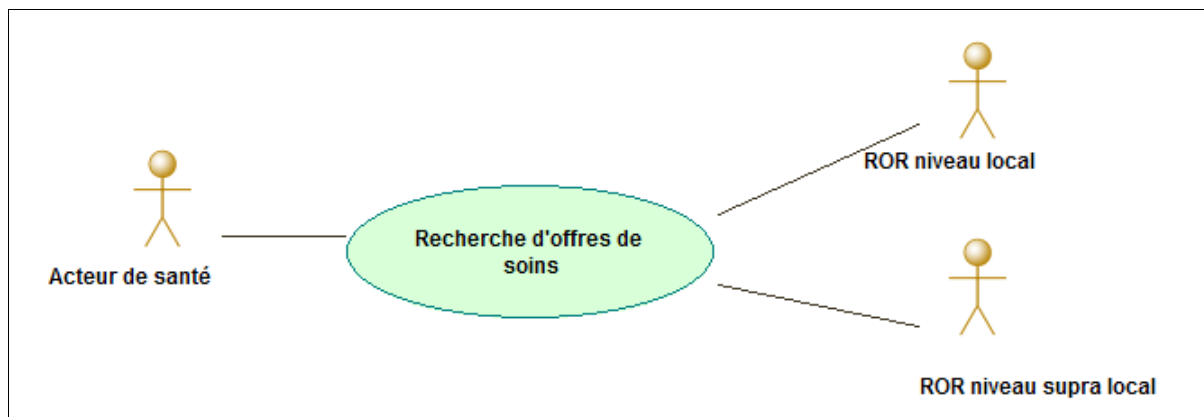 ROR niveau local
Acteur de santé
Recherche d'offres de
soins
ROR niveau supra local